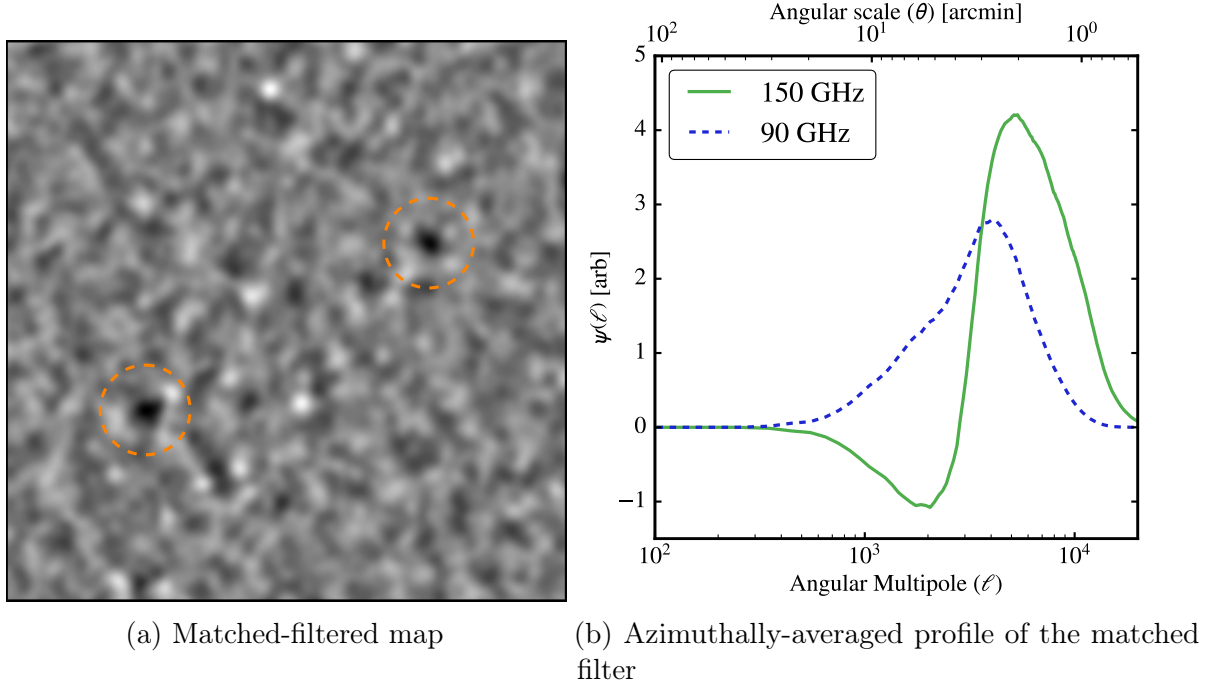 Angular scale (θ) [arcmin]
10² 10¹ 10⁰
5
4
3
2
1
0
−1
ψ(ℓ) [arb]
150 GHz
90 GHz
10² 10³ 10⁴
Angular Multipole (ℓ)
(a) Matched-filtered map
(b) Azimuthally-averaged profile of the matched
filter